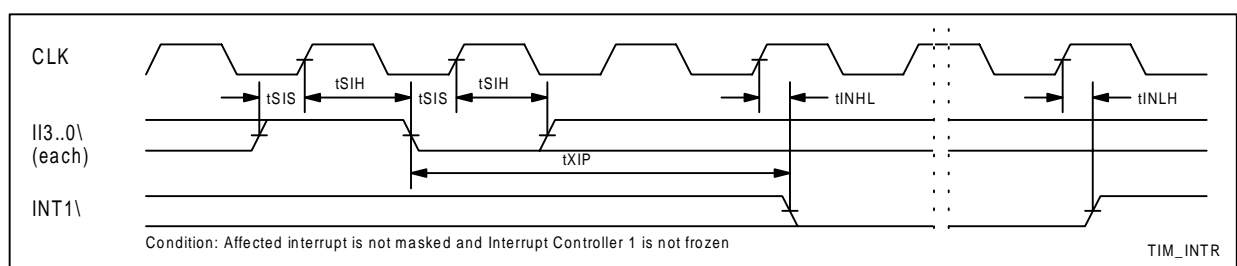 CLK
tSIS tSIH tSIS tSIH tINHL tINLH
II3..0\
(each)
tXIP
INT1\
Condition: Affected interrupt is not masked and Interrupt Controller 1 is not frozen
TIM_INTR